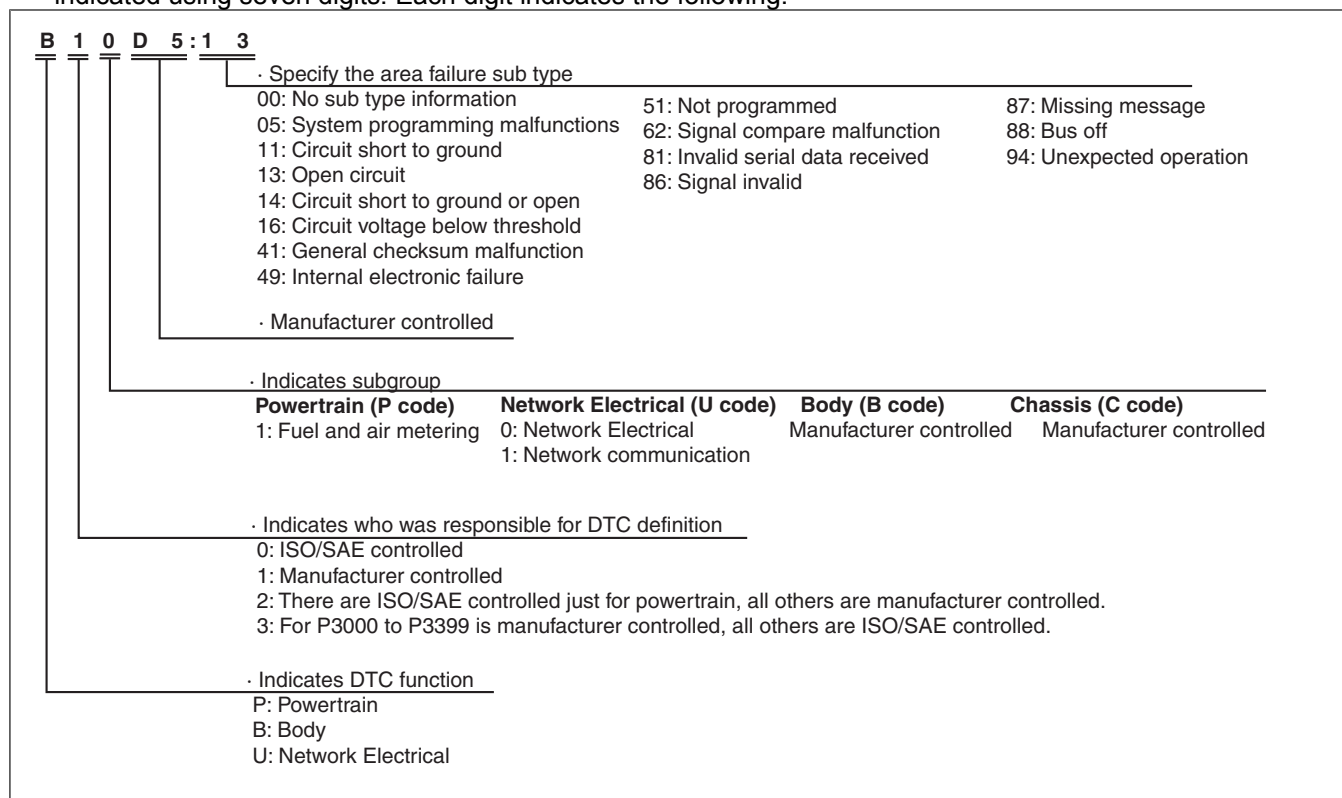 indicated using seven digits. Each digit indicates the following:
B 1 0 D 5 : 1 3
· Specify the area failure sub type
00: No sub type information
05: System programming malfunctions
11: Circuit short to ground
13: Open circuit
14: Circuit short to ground or open
16: Circuit voltage below threshold
41: General checksum malfunction
49: Internal electronic failure
51: Not programmed
62: Signal compare malfunction
81: Invalid serial data received
86: Signal invalid
87: Missing message
88: Bus off
94: Unexpected operation
· Manufacturer controlled
· Indicates subgroup
Powertrain (P code) Network Electrical (U code) Body (B code) Chassis (C code)
1: Fuel and air metering 0: Network Electrical Manufacturer controlled Manufacturer controlled
1: Network communication
· Indicates who was responsible for DTC definition
0: ISO/SAE controlled
1: Manufacturer controlled
2: There are ISO/SAE controlled just for powertrain, all others are manufacturer controlled.
3: For P3000 to P3399 is manufacturer controlled, all others are ISO/SAE controlled.
· Indicates DTC function
P: Powertrain
B: Body
U: Network Electrical